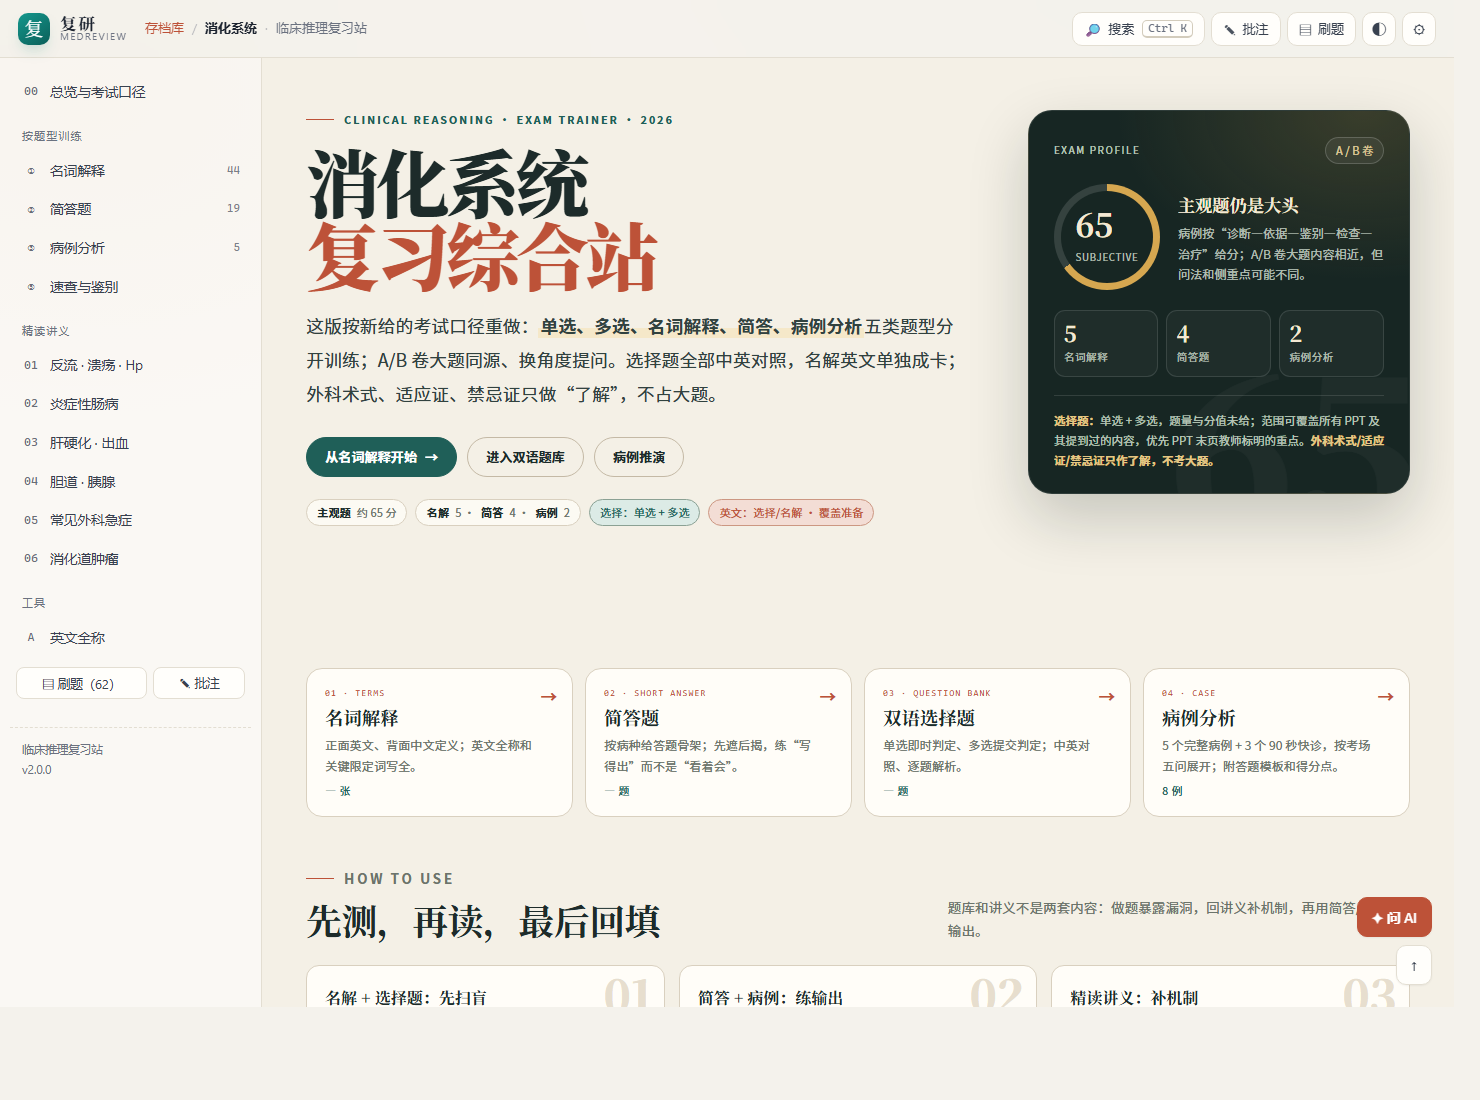 复 复研
MEDREVIEW
存档库 / 消化系统 · 临床推理复习站
搜索 Ctrl K
批注
刷题
00 总览与考试口径
按题型训练
名词解释 44
简答题 19
病例分析 5
速查与鉴别
精读讲义
01 反流 · 溃疡 · Hp
02 炎症性肠病
03 肝硬化 · 出血
04 胆道 · 胰腺
05 常见外科急症
06 消化道肿瘤
工具
A 英文全称
刷题（62）
批注
临床推理复习站
v2.0.0
CLINICAL REASONING • EXAM TRAINER • 2026
消化系统
复习综合站
这版按新给的考试口径重做：单选、多选、名词解释、简答、病例分析五类题型分
开训练；A/B 卷大题同源、换角度提问。选择题全部中英对照，名解英文单独成卡；
外科术式、适应证、禁忌证只做“了解”，不占大题。
从名词解释开始 →
进入双语题库
病例推演
主观题 约 65 分
名解 5 · 简答 4 · 病例 2
选择：单选 + 多选
英文：选择/名解 · 覆盖准备
EXAM PROFILE
A / B 卷
65
SUBJECTIVE
主观题仍是大头
病例按“诊断—依据—鉴别—检查—
治疗”给分；A/B 卷大题内容相近，但
问法和侧重点可能不同。
5
名词解释
4
简答题
2
病例分析
选择题：单选 + 多选，题量与分值未给；范围可覆盖所有 PPT 及
其提到过的内容，优先 PPT 末页教师标明的重点。外科术式/适应
证/禁忌证只作了解，不考大题。
65
01 · TERMS →
名词解释
正面英文、背面中文定义；英文全称和
关键限定词写全。
— 张
02 · SHORT ANSWER →
简答题
按病种给答题骨架；先遮后揭，练“写
得出”而不是“看着会”。
— 题
03 · QUESTION BANK →
双语选择题
单选即时判定、多选提交判定；中英对
照、逐题解析。
— 题
04 · CASE →
病例分析
5 个完整病例 + 3 个 90 秒快诊，按考场
五问展开；附答题模板和得分点。
8 例
HOW TO USE
先测，再读，最后回填
题库和讲义不是两套内容：做题暴露漏洞，回讲义补机制，再用简答
输出。
✦ 问 AI
↑
名解 + 选择题：先扫盲 01
简答 + 病例：练输出 02
精读讲义：补机制 03